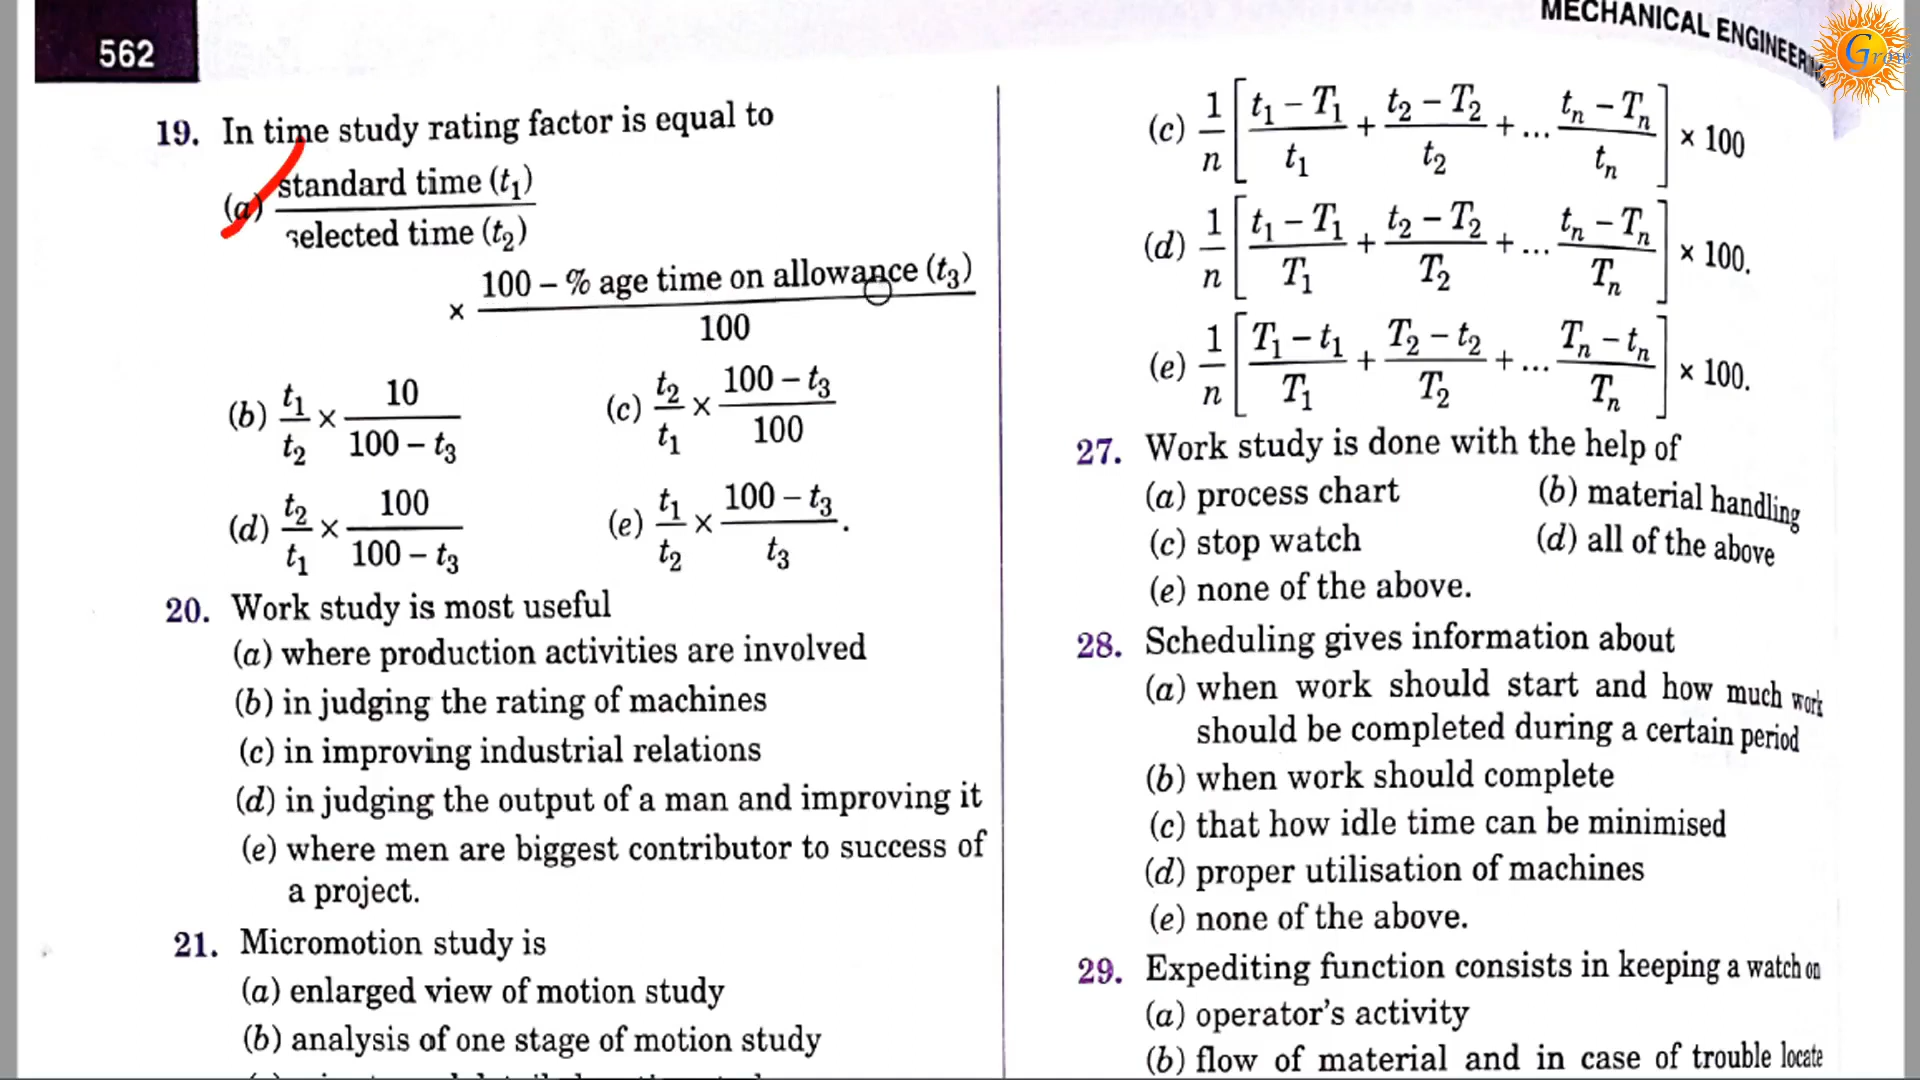 562
MECHANICAL ENGINEERING
Grow
19. In time study rating factor is equal to
(a) standard time (t₁) / selected time (t₂)
× 100 – % age time on allowance (t₃) / 100
(b) t₁/t₂ × 10/(100 – t₃) (c) t₂/t₁ × (100 – t₃)/100
(d) t₂/t₁ × 100/(100 – t₃) (e) t₁/t₂ × (100 – t₃)/t₃.
20. Work study is most useful
(a) where production activities are involved
(b) in judging the rating of machines
(c) in improving industrial relations
(d) in judging the output of a man and improving it
(e) where men are biggest contributor to success of
a project.
21. Micromotion study is
(a) enlarged view of motion study
(b) analysis of one stage of motion study
(c) 1/n [(t₁ – T₁)/t₁ + (t₂ – T₂)/t₂ + ... (tₙ – Tₙ)/tₙ] × 100
(d) 1/n [(t₁ – T₁)/T₁ + (t₂ – T₂)/T₂ + ... (tₙ – Tₙ)/Tₙ] × 100.
(e) 1/n [(T₁ – t₁)/T₁ + (T₂ – t₂)/T₂ + ... (Tₙ – tₙ)/Tₙ] × 100.
27. Work study is done with the help of
(a) process chart (b) material handling
(c) stop watch (d) all of the above
(e) none of the above.
28. Scheduling gives information about
(a) when work should start and how much work
should be completed during a certain period
(b) when work should complete
(c) that how idle time can be minimised
(d) proper utilisation of machines
(e) none of the above.
29. Expediting function consists in keeping a watch on
(a) operator's activity
(b) flow of material and in case of trouble locate